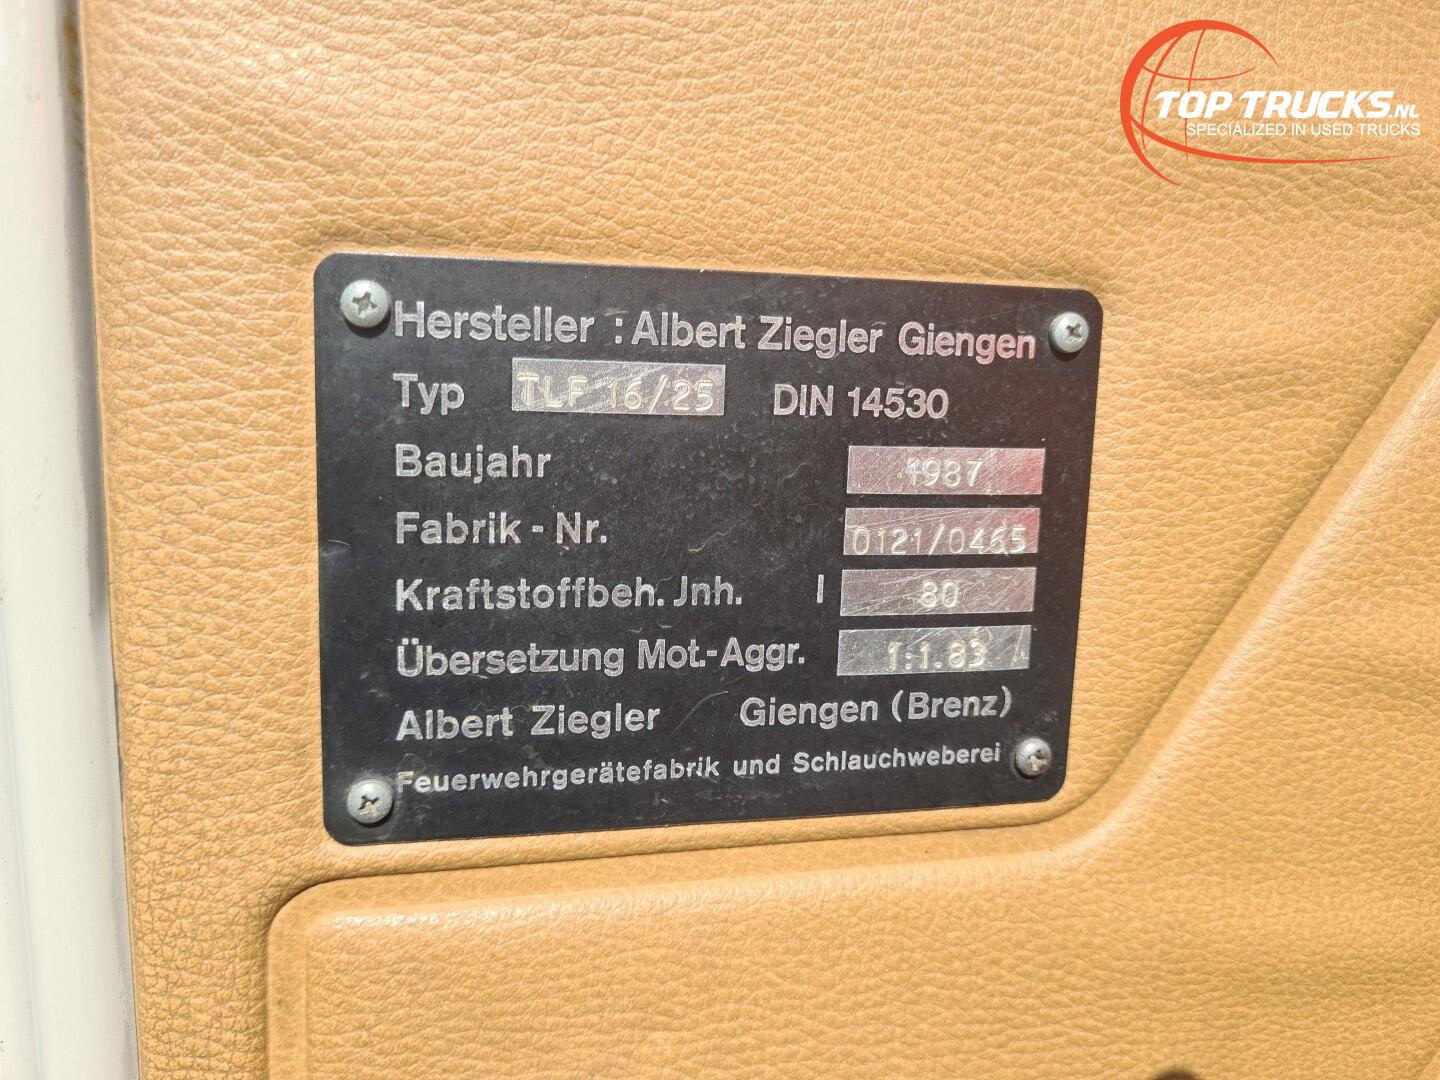 TOP TRUCKS.NL
SPECIALIZED IN USED TRUCKS
Hersteller : Albert Ziegler Giengen
Typ TLF 16/25 DIN 14530
Baujahr 1987
Fabrik - Nr. 0121/0465
Kraftstoffbeh. Jnh. l 80
Übersetzung Mot.-Aggr. 1:1.83
Albert Ziegler Giengen (Brenz)
Feuerwehrgerätefabrik und Schlauchweberei